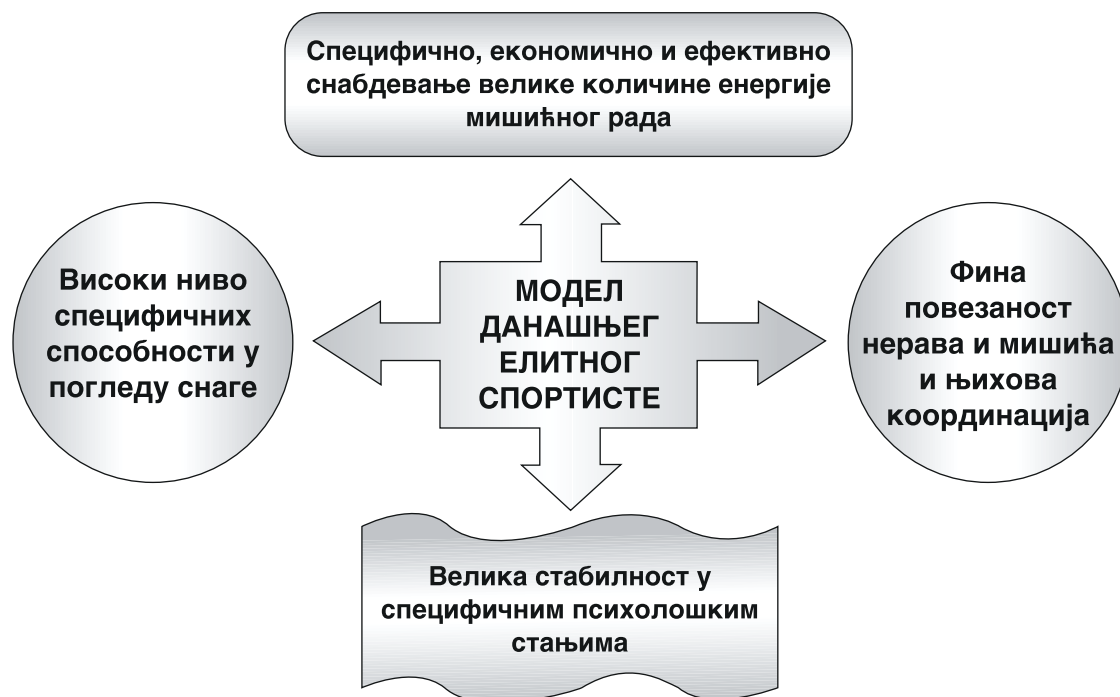 Специфично, економично и ефективно
снабдевање велике количине енергије
мишићног рада
Високи ниво
специфичних
способности у
погледу снаге
МОДЕЛ
ДАНАШЊЕГ
ЕЛИТНОГ
СПОРТИСТЕ
Фина
повезаност
нерава и мишића
и њихова
координација
Велика стабилност у
специфичним психолошким
стањима